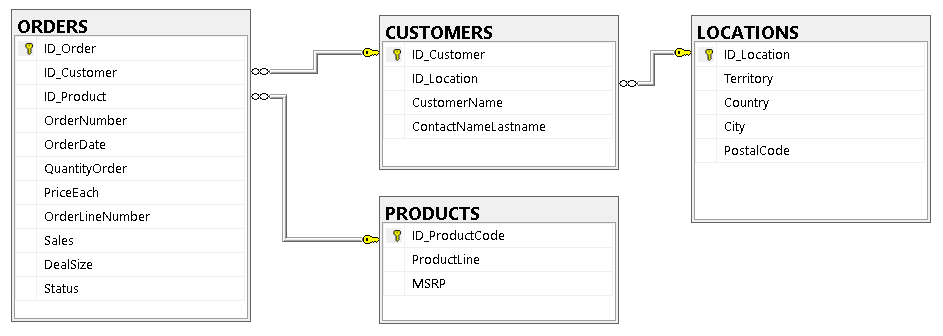 ORDERS
ID_Order
ID_Customer
ID_Product
OrderNumber
OrderDate
QuantityOrder
PriceEach
OrderLineNumber
Sales
DealSize
Status
CUSTOMERS
ID_Customer
ID_Location
CustomerName
ContactNameLastname
PRODUCTS
ID_ProductCode
ProductLine
MSRP
LOCATIONS
ID_Location
Territory
Country
City
PostalCode